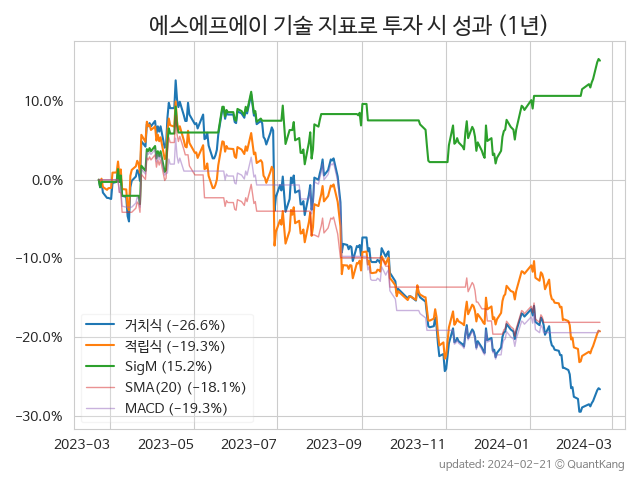 에스에프에이 기술 지표로 투자 시 성과 (1년)
10.0%
0.0%
−10.0%
−20.0%
−30.0%
거치식 (−26.6%)
적립식 (−19.3%)
SigM (15.2%)
SMA(20) (−18.1%)
MACD (−19.3%)
2023-03 2023-05 2023-07 2023-09 2023-11 2024-01 2024-03
updated: 2024-02-21 © QuantKang